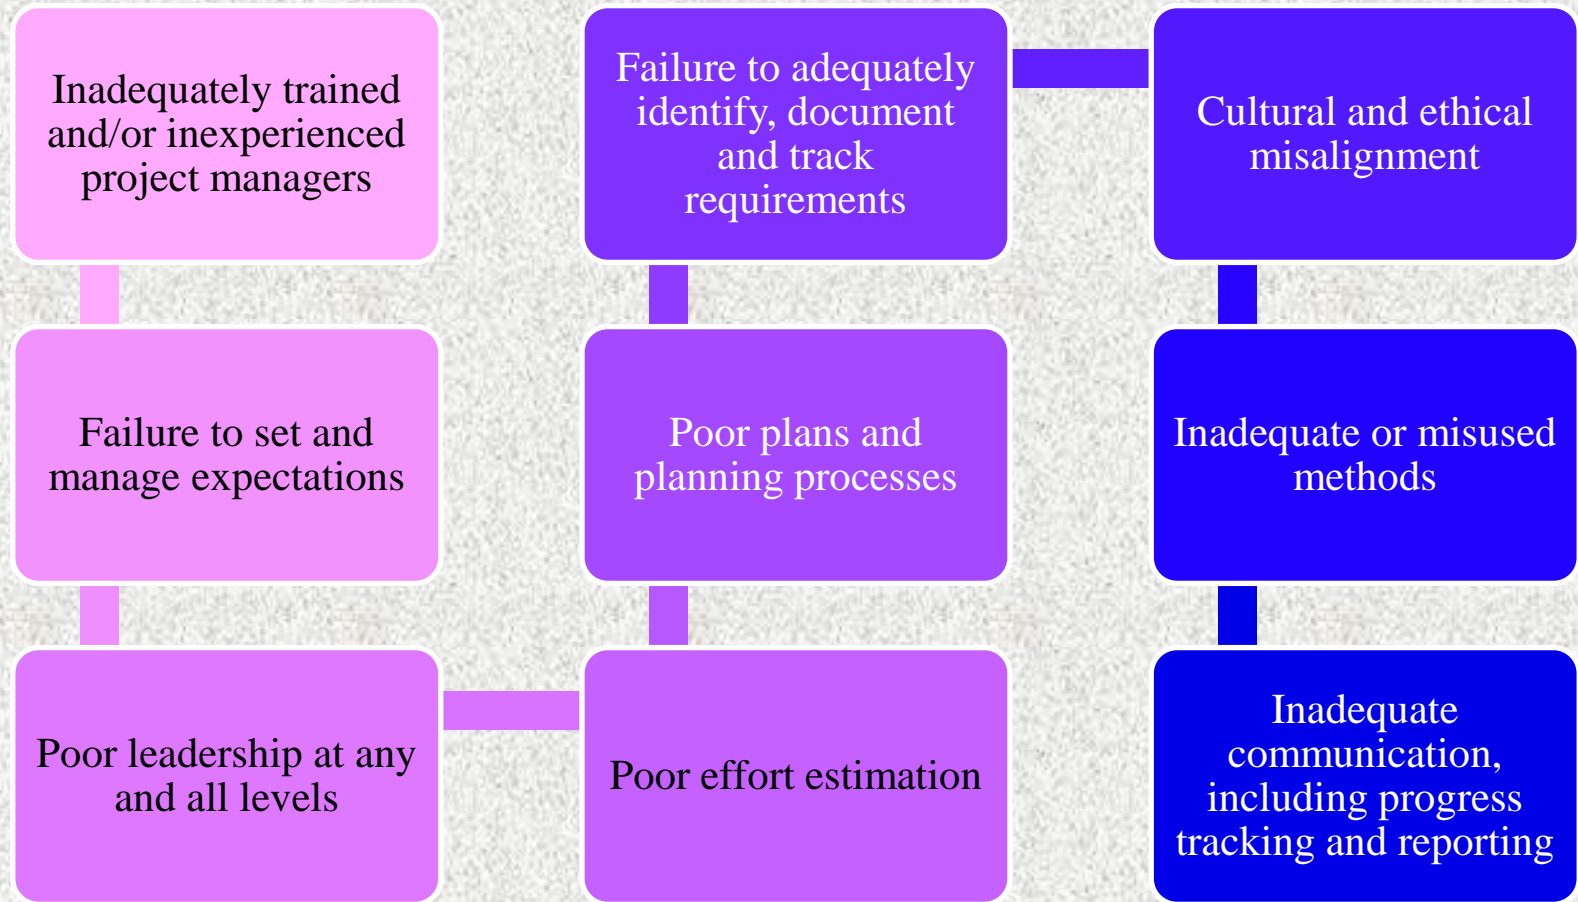 Inadequately trained
and/or inexperienced
project managers
Failure to set and
manage expectations
Poor leadership at any
and all levels
Poor effort estimation
Poor plans and
planning processes
Failure to adequately
identify, document
and track
requirements
Cultural and ethical
misalignment
Inadequate or misused
methods
Inadequate
communication,
including progress
tracking and reporting